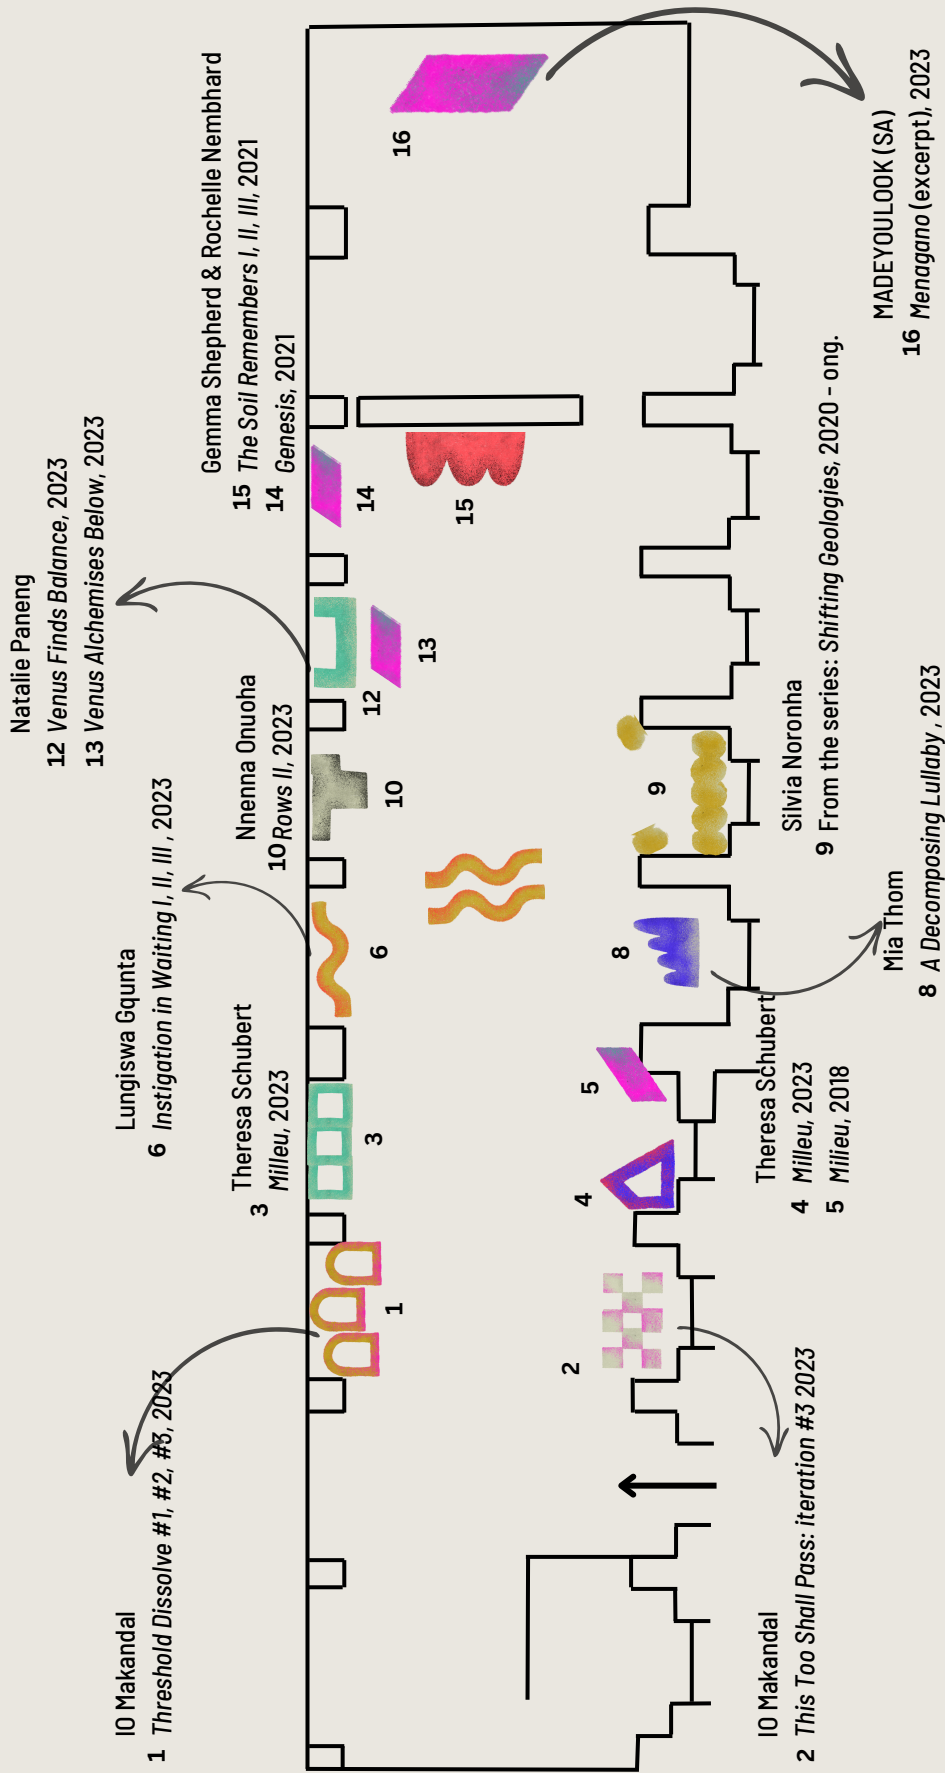 IO Makandal
1 Threshold Dissolve #1, #2, #3, 2023
Lungiswa Gqunta
6 Instigation in Waiting I, II, III , 2023
Natalie Paneng
12 Venus Finds Balance, 2023
13 Venus Alchemises Below, 2023
Theresa Schubert
3 Milleu, 2023
Nnenna Onuoha
10 Rows II, 2023
Gemma Shepherd & Rochelle Nembhard
15 The Soil Remembers I, II, III, 2021
14 Genesis, 2021
1
3
6
10
12
13
14
15
16
2
4
5
8
9
IO Makandal
2 This Too Shall Pass: iteration #3 2023
Theresa Schubert
4 Milleu, 2023
5 Milieu, 2018
Mia Thom
8 A Decomposing Lullaby , 2023
Silvia Noronha
9 From the series: Shifting Geologies, 2020 - ong.
MADEYOULOOK (SA)
16 Menagano (excerpt), 2023